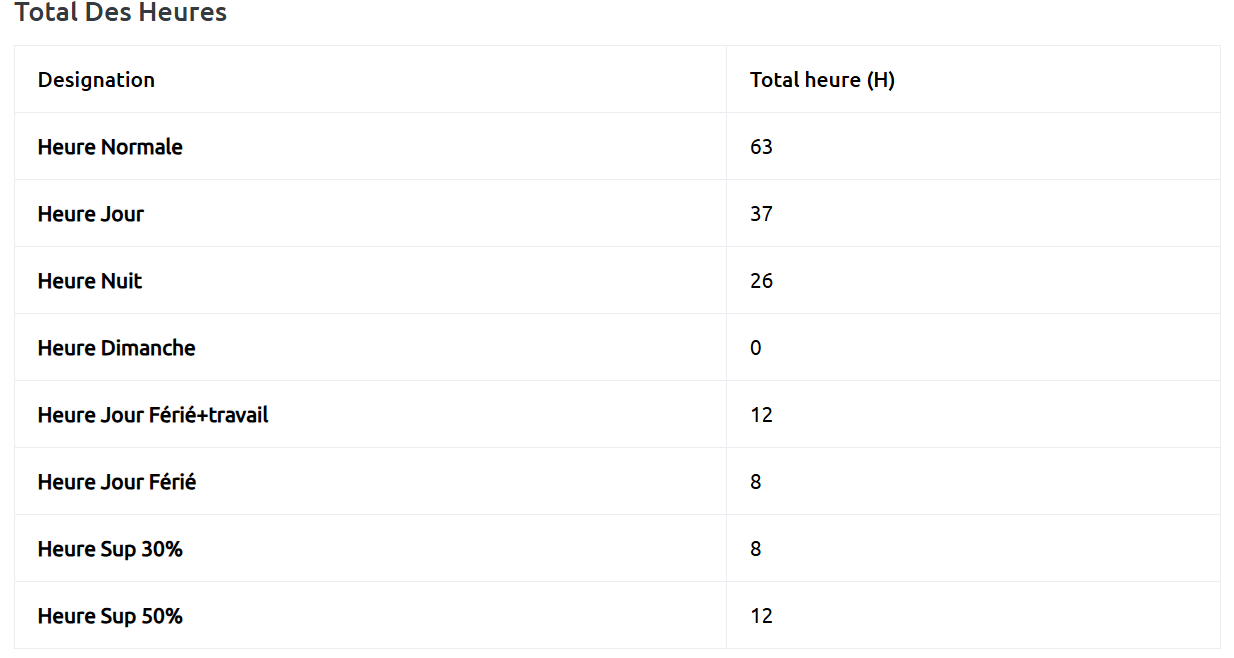 Total Des Heures
Designation Total heure (H)
Heure Normale 63
Heure Jour 37
Heure Nuit 26
Heure Dimanche 0
Heure Jour Férié+travail 12
Heure Jour Férié 8
Heure Sup 30% 8
Heure Sup 50% 12